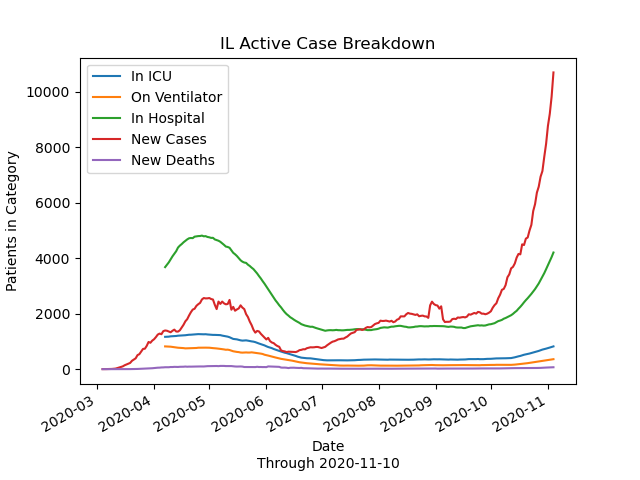 IL Active Case Breakdown
In ICU
On Ventilator
In Hospital
New Cases
New Deaths
Patients in Category
10000
8000
6000
4000
2000
0
2020-03
2020-04
2020-05
2020-06
2020-07
2020-08
2020-09
2020-10
2020-11
Date
Through 2020-11-10